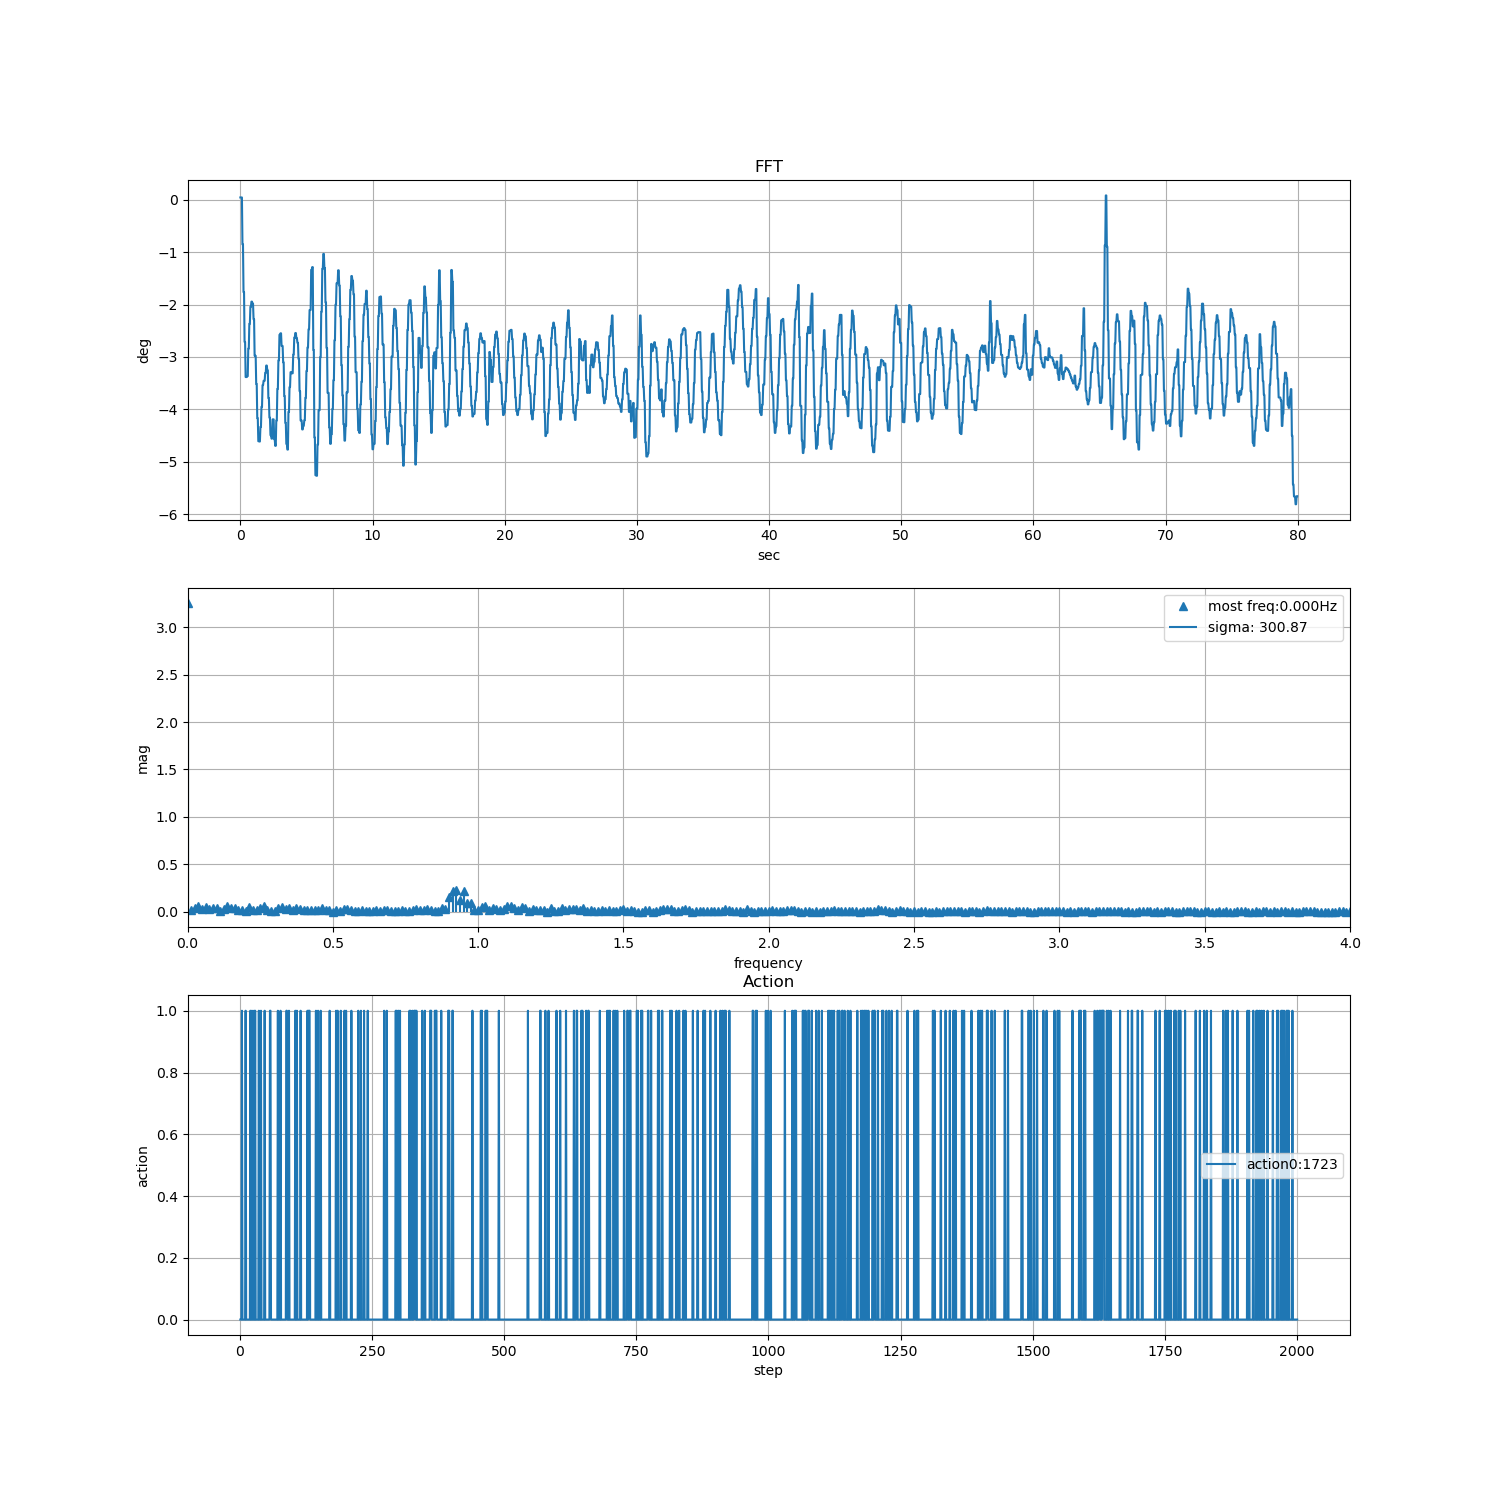 FFT
0
−1
−2
−3
−4
−5
−6
deg
0 10 20 30 40 50 60 70 80
sec
most freq:0.000Hz
sigma: 300.87
3.0
2.5
2.0
1.5
1.0
0.5
0.0
mag
0.0 0.5 1.0 1.5 2.0 2.5 3.0 3.5 4.0
frequency
Action
1.0
0.8
0.6
0.4
0.2
0.0
action
action0:1723
0 250 500 750 1000 1250 1500 1750 2000
step